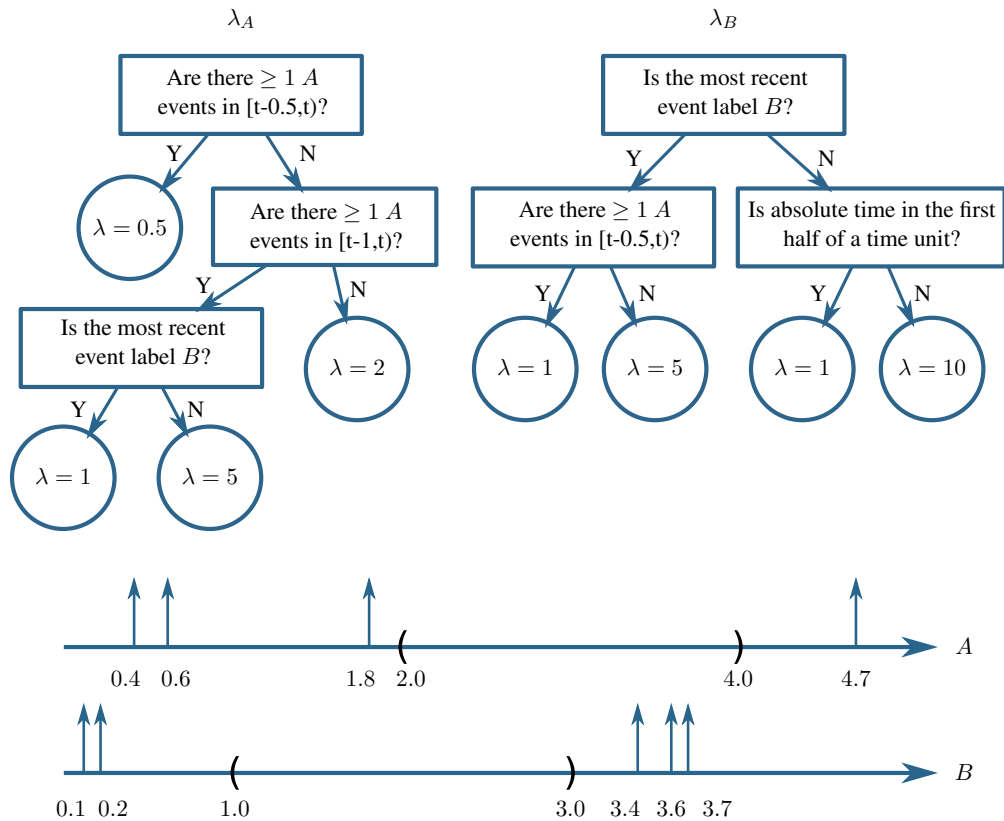 λ_A
Are there ≥ 1 A
events in [t-0.5,t)?
Y
N
λ = 0.5
Are there ≥ 1 A
events in [t-1,t)?
Y
N
Is the most recent
event label B?
λ = 2
Y
N
λ = 1
λ = 5
λ_B
Is the most recent
event label B?
Y
N
Are there ≥ 1 A
events in [t-0.5,t)?
Is absolute time in the first
half of a time unit?
Y
N
Y
N
λ = 1
λ = 5
λ = 1
λ = 10
( ( A
0.4 0.6 1.8 2.0 4.0 4.7
( ( B
0.1 0.2 1.0 3.0 3.4 3.6 3.7